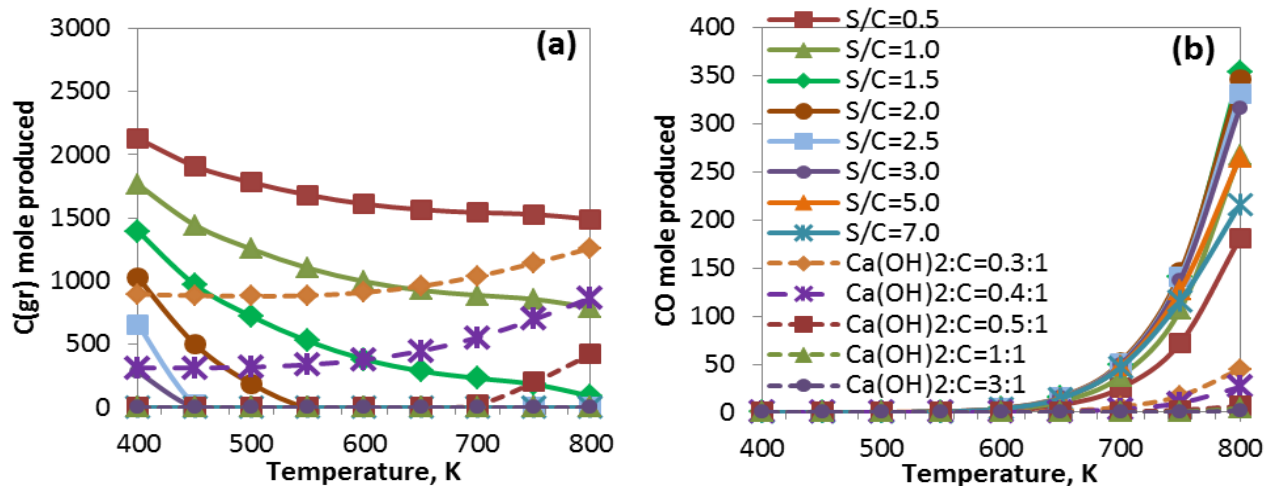 (a)
C(gr) mole produced
3000
2500
2000
1500
1000
500
0
400 500 600 700 800
Temperature, K
(b)
CO mole produced
400
350
300
250
200
150
100
50
0
400 500 600 700 800
Temperature, K
S/C=0.5
S/C=1.0
S/C=1.5
S/C=2.0
S/C=2.5
S/C=3.0
S/C=5.0
S/C=7.0
Ca(OH)2:C=0.3:1
Ca(OH)2:C=0.4:1
Ca(OH)2:C=0.5:1
Ca(OH)2:C=1:1
Ca(OH)2:C=3:1